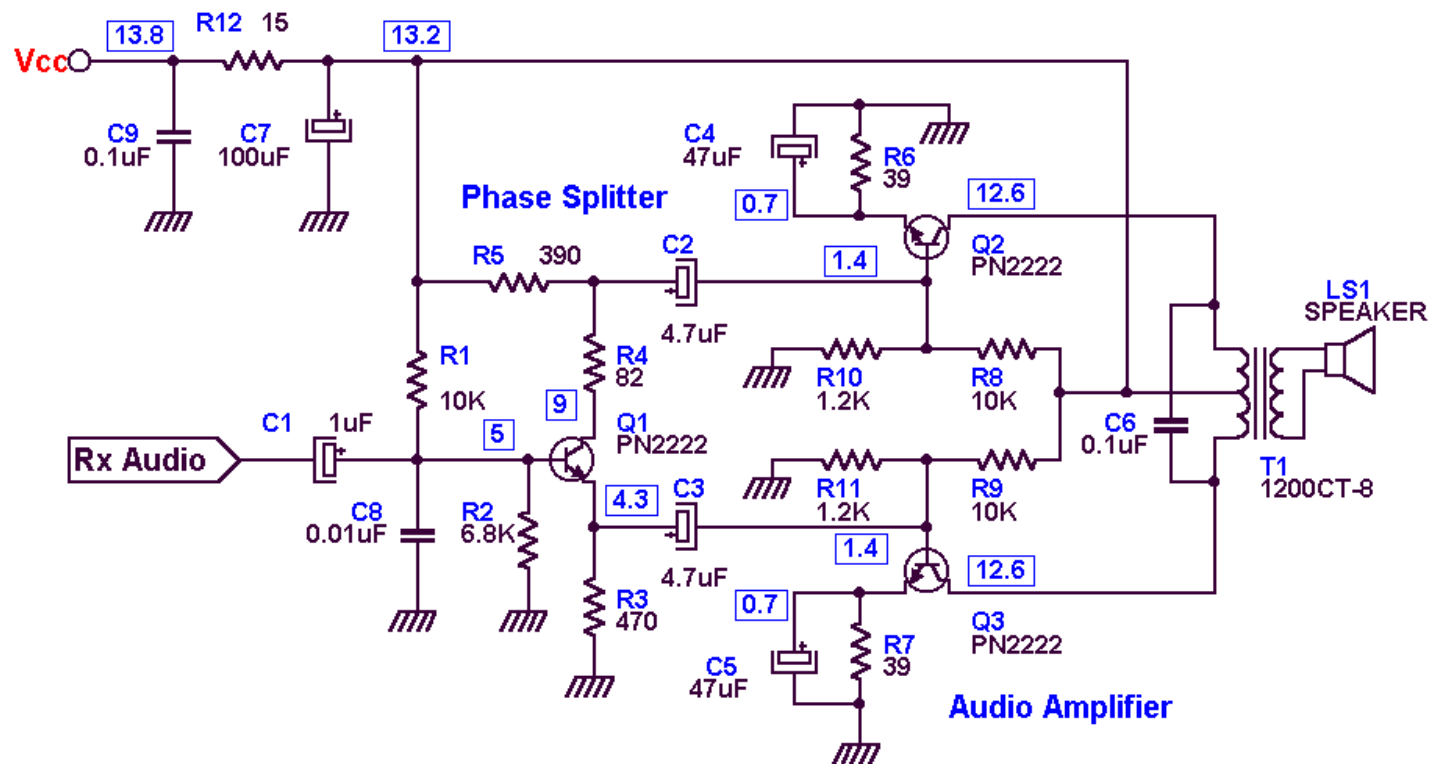 R12 15
13.8
13.2
Vcc
C9
0.1uF
C7
100uF
C4
47uF
R6
39
Phase Splitter
0.7
12.6
R5 390
C2
4.7uF
1.4
Q2
PN2222
LS1
SPEAKER
R1
10K
R4
82
R10
1.2K
R8
10K
9
Q1
PN2222
C6
0.1uF
C1 1uF
5
Rx Audio
T1
1200CT-8
R11
1.2K
R9
10K
C8
0.01uF
R2
6.8K
4.3
C3
4.7uF
1.4
12.6
0.7
R3
470
Q3
PN2222
C5
47uF
R7
39
Audio Amplifier